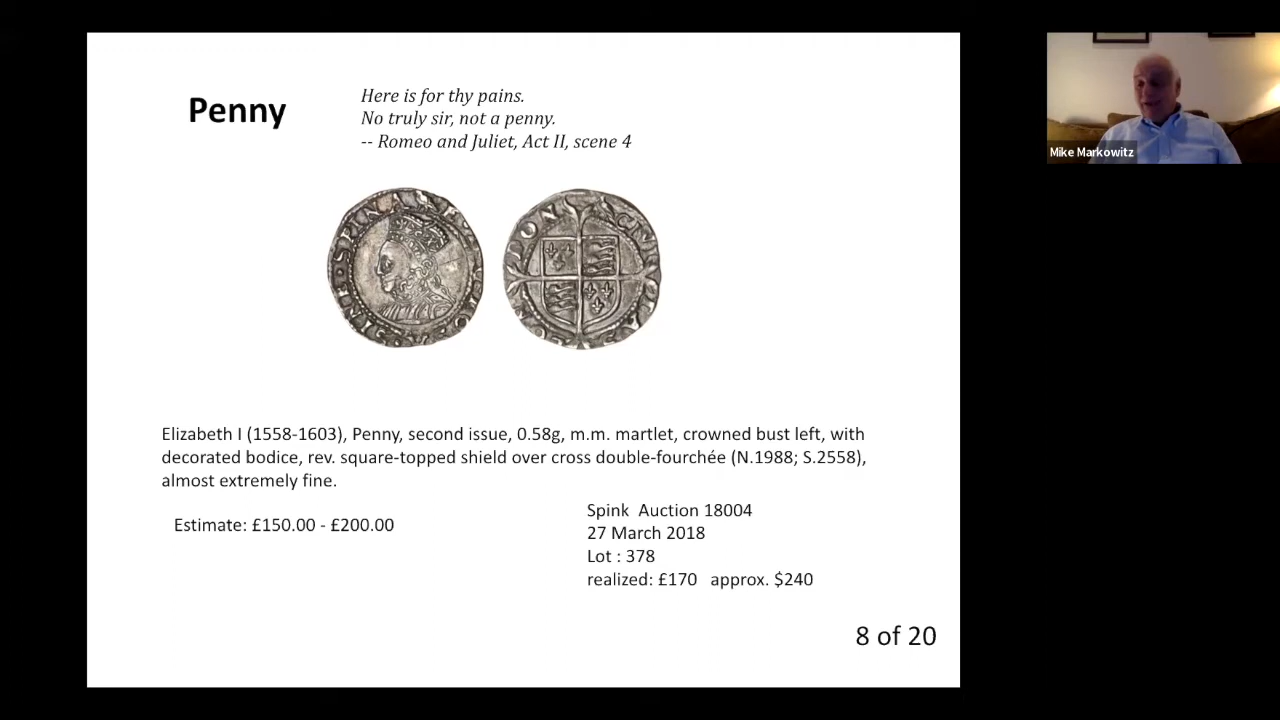 Penny
Here is for thy pains.
No truly sir, not a penny.
-- Romeo and Juliet, Act II, scene 4
Elizabeth I (1558-1603), Penny, second issue, 0.58g, m.m. martlet, crowned bust left, with
decorated bodice, rev. square-topped shield over cross double-fourchée (N.1988; S.2558),
almost extremely fine.
Estimate: £150.00 - £200.00
Spink Auction 18004
27 March 2018
Lot : 378
realized: £170 approx. $240
8 of 20
Mike Markowitz